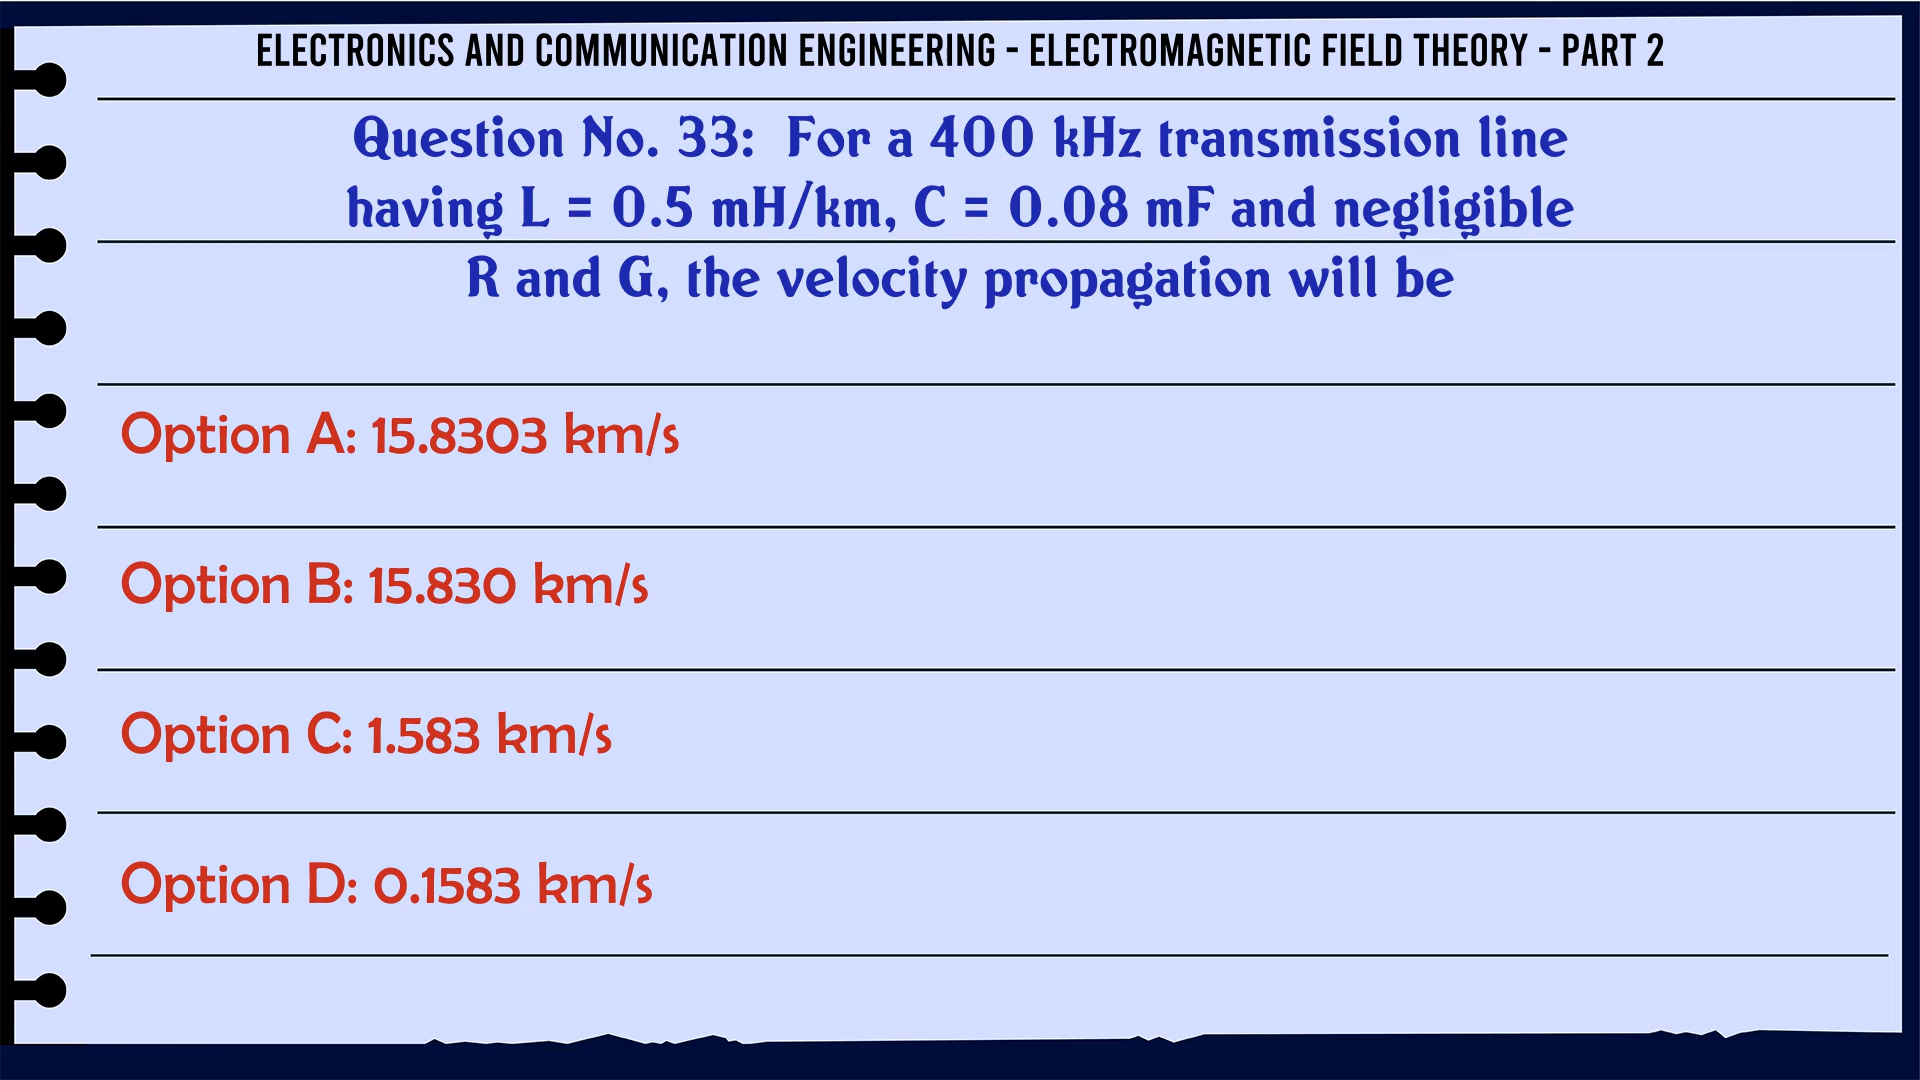 ELECTRONICS AND COMMUNICATION ENGINEERING - ELECTROMAGNETIC FIELD THEORY - PART 2
Question No. 33: For a 400 kHz transmission line
having L = 0.5 mH/km, C = 0.08 mF and negligible
R and G, the velocity propagation will be
Option A: 15.8303 km/s
Option B: 15.830 km/s
Option C: 1.583 km/s
Option D: 0.1583 km/s